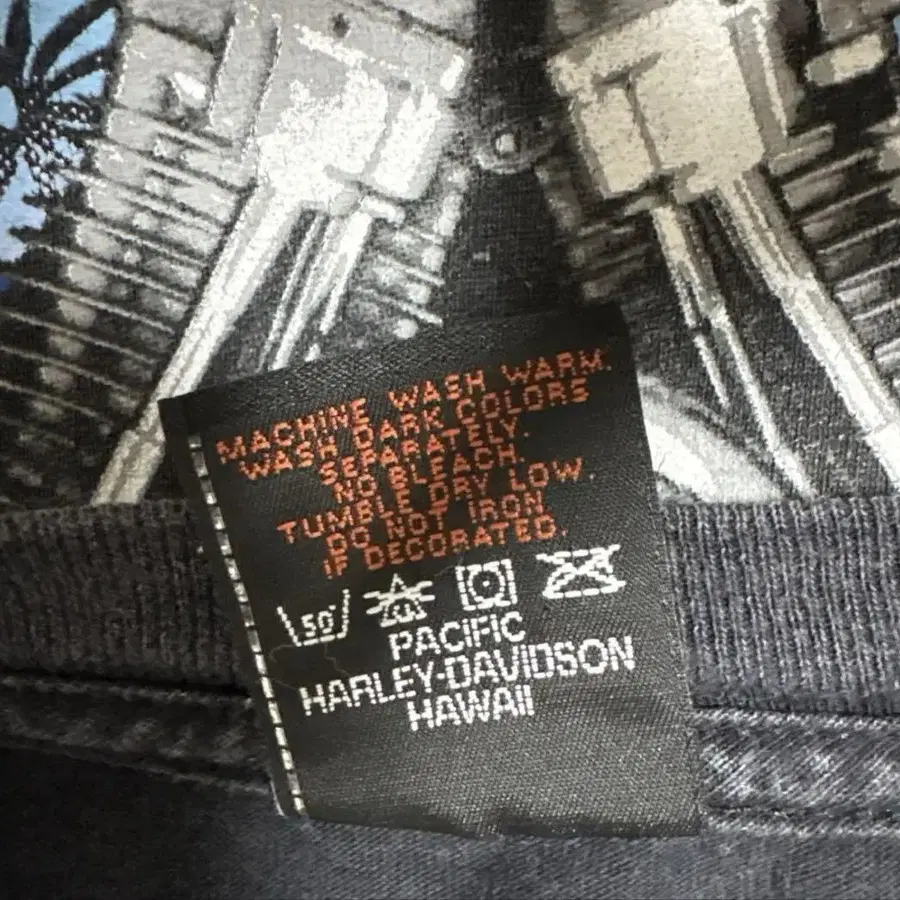 MACHINE WASH WARM.
WASH DARK COLORS
SEPARATELY.
NO BLEACH.
TUMBLE DRY LOW.
DO NOT IRON
IF DECORATED.
50°
PACIFIC
HARLEY-DAVIDSON
HAWAII